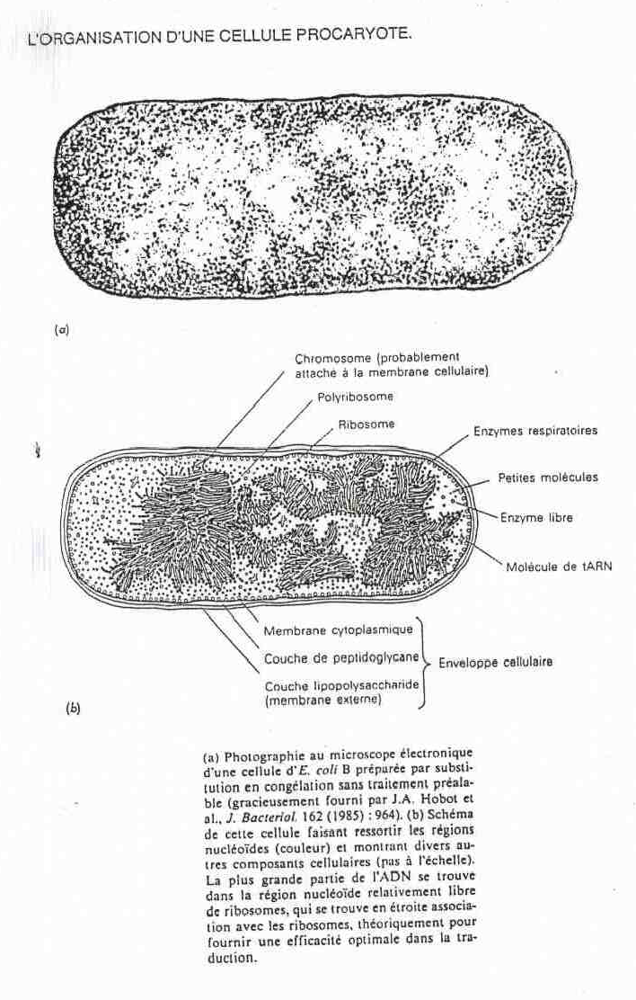 L'ORGANISATION D'UNE CELLULE PROCARYOTE.
(a)
Chromosome (probablement
attaché à la membrane cellulaire)
Polyribosome
Ribosome
Enzymes respiratoires
Petites molécules
Enzyme libre
Molécule de tARN
Membrane cytoplasmique
Couche de peptidoglycane
Enveloppe cellulaire
Couche lipopolysaccharide
(membrane externe)
(b)
(a) Photographie au microscope électronique
d'une cellule d'E. coli B préparée par substi-
tution en congélation sans traitement préala-
ble (gracieusement fourni par J.A. Hobot et
al., J. Bacteriol. 162 (1985) : 964). (b) Schéma
de cette cellule faisant ressortir les régions
nucléoïdes (couleur) et montrant divers au-
tres composants cellulaires (pas à l'échelle).
La plus grande partie de l'ADN se trouve
dans la région nucléoïde relativement libre
de ribosomes, qui se trouve en étroite associa-
tion avec les ribosomes, théoriquement pour
fournir une efficacité optimale dans la tra-
duction.